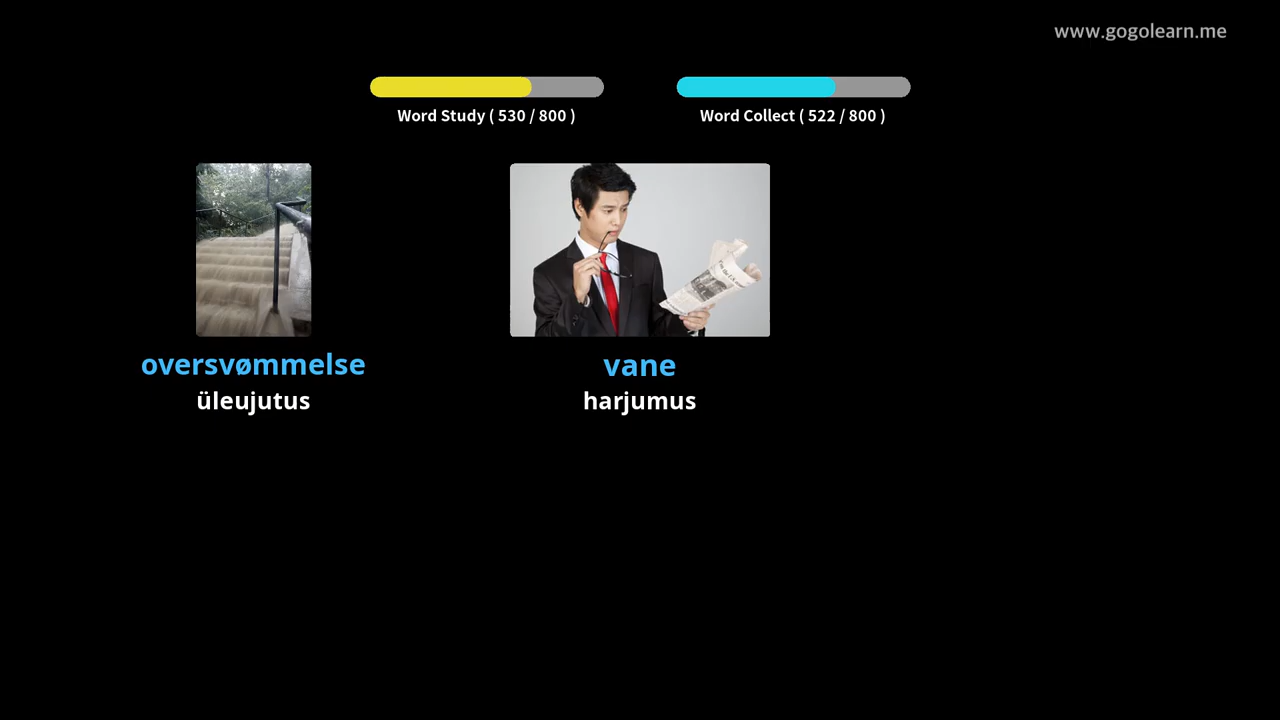 www.gogolearn.me
Word Study ( 530 / 800 )
Word Collect ( 522 / 800 )
oversvømmelse
üleujutus
vane
harjumus